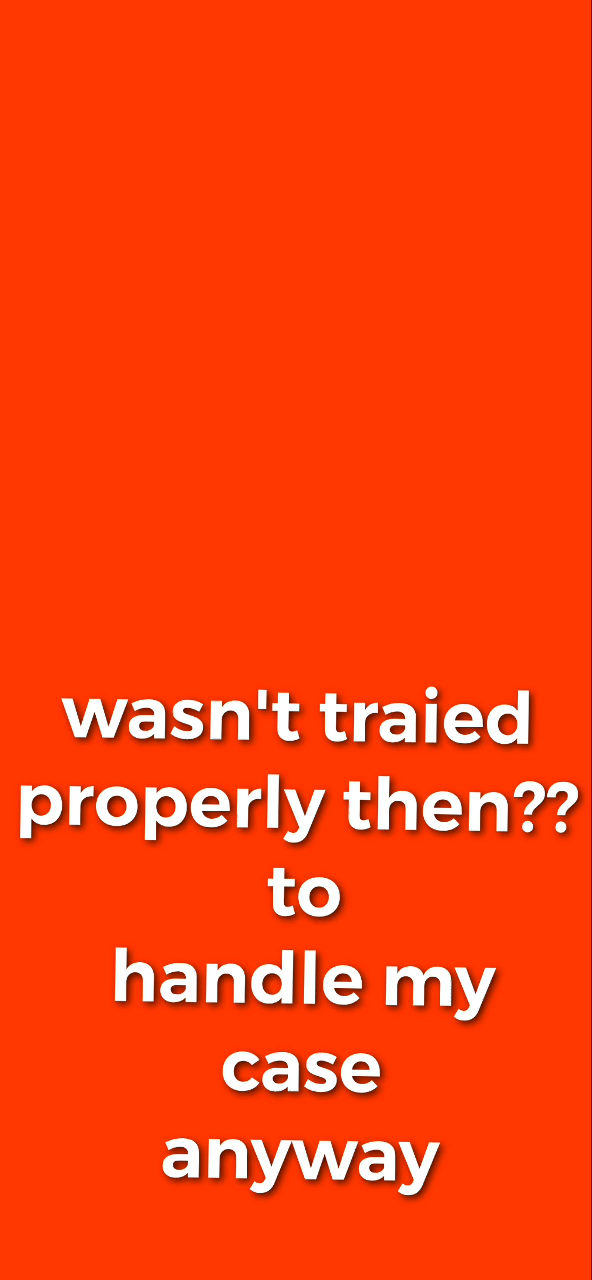 wasn't traied
properly then??
to
handle my
case
anyway